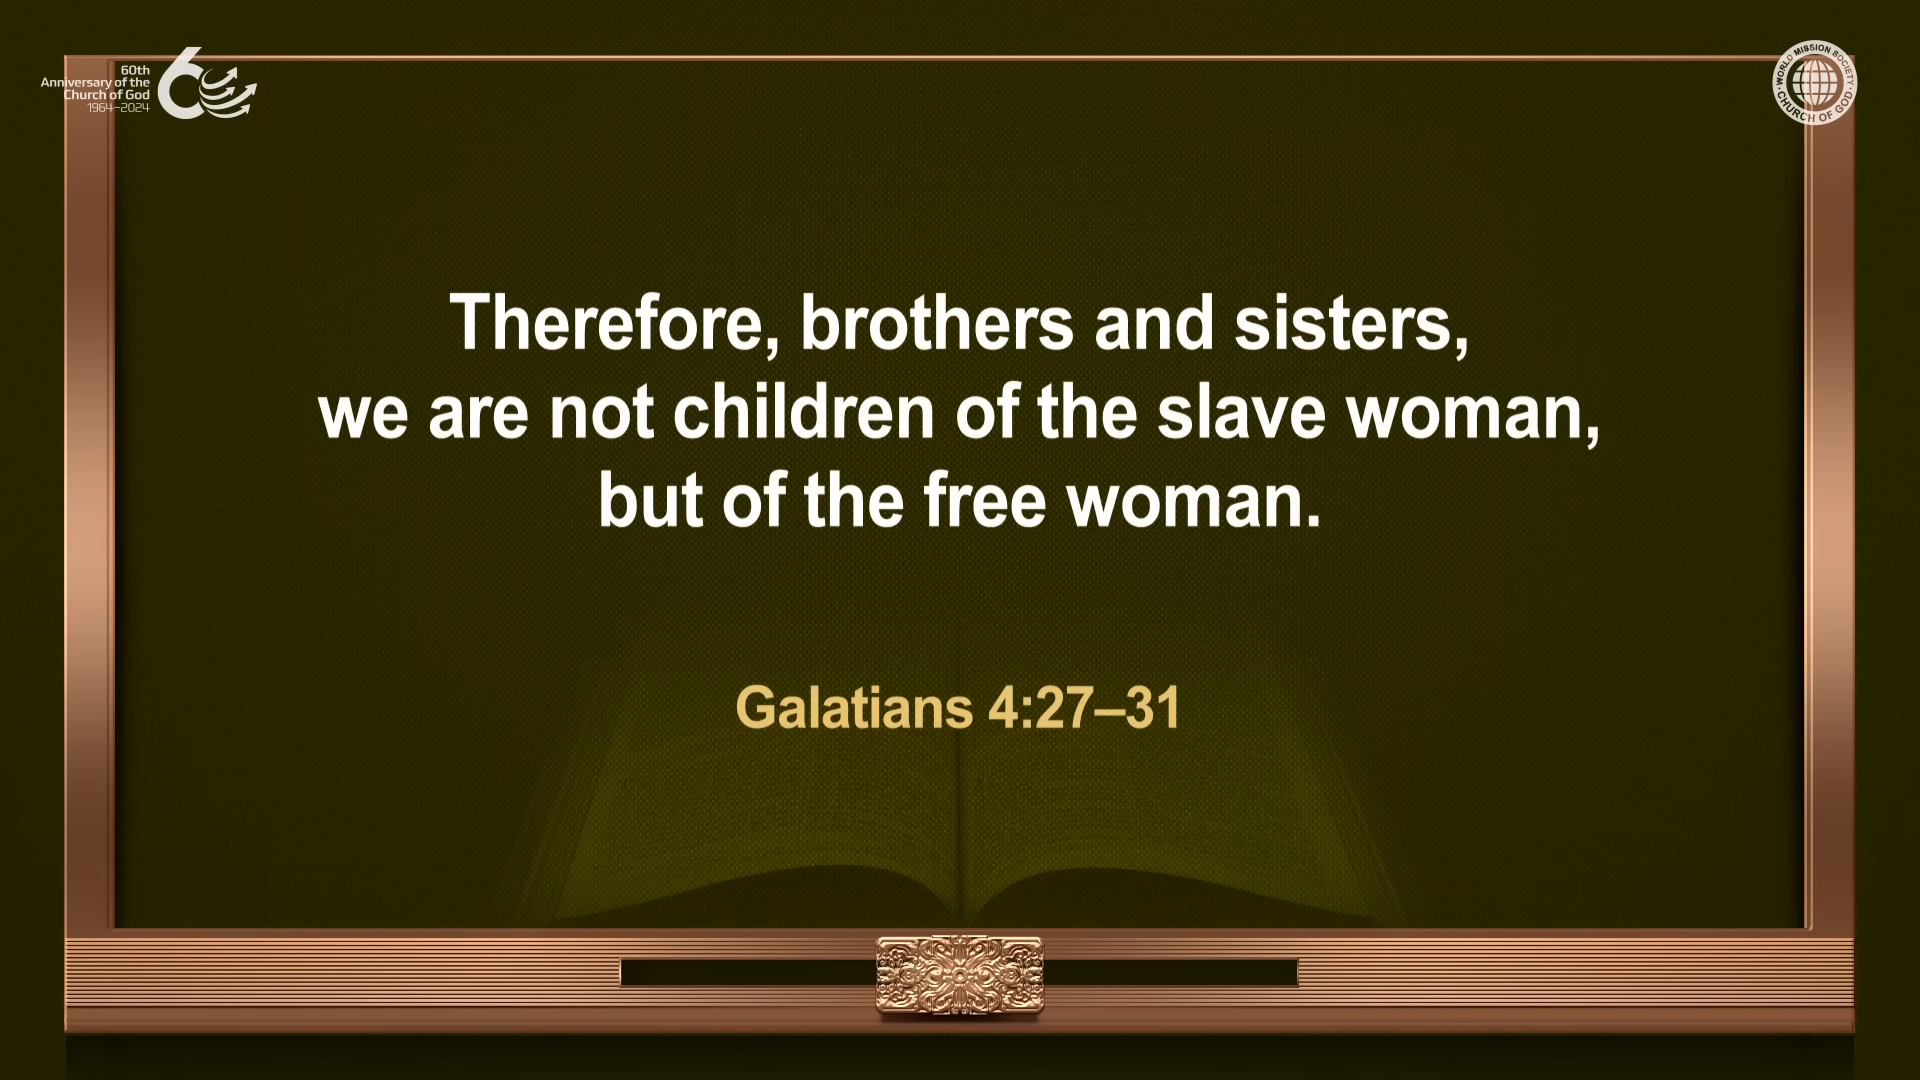 60th
Anniversary of the
Church of God
1964–2024
60
WORLD MISSION SOCIETY
CHURCH OF GOD
Therefore, brothers and sisters,
we are not children of the slave woman,
but of the free woman.
Galatians 4:27–31